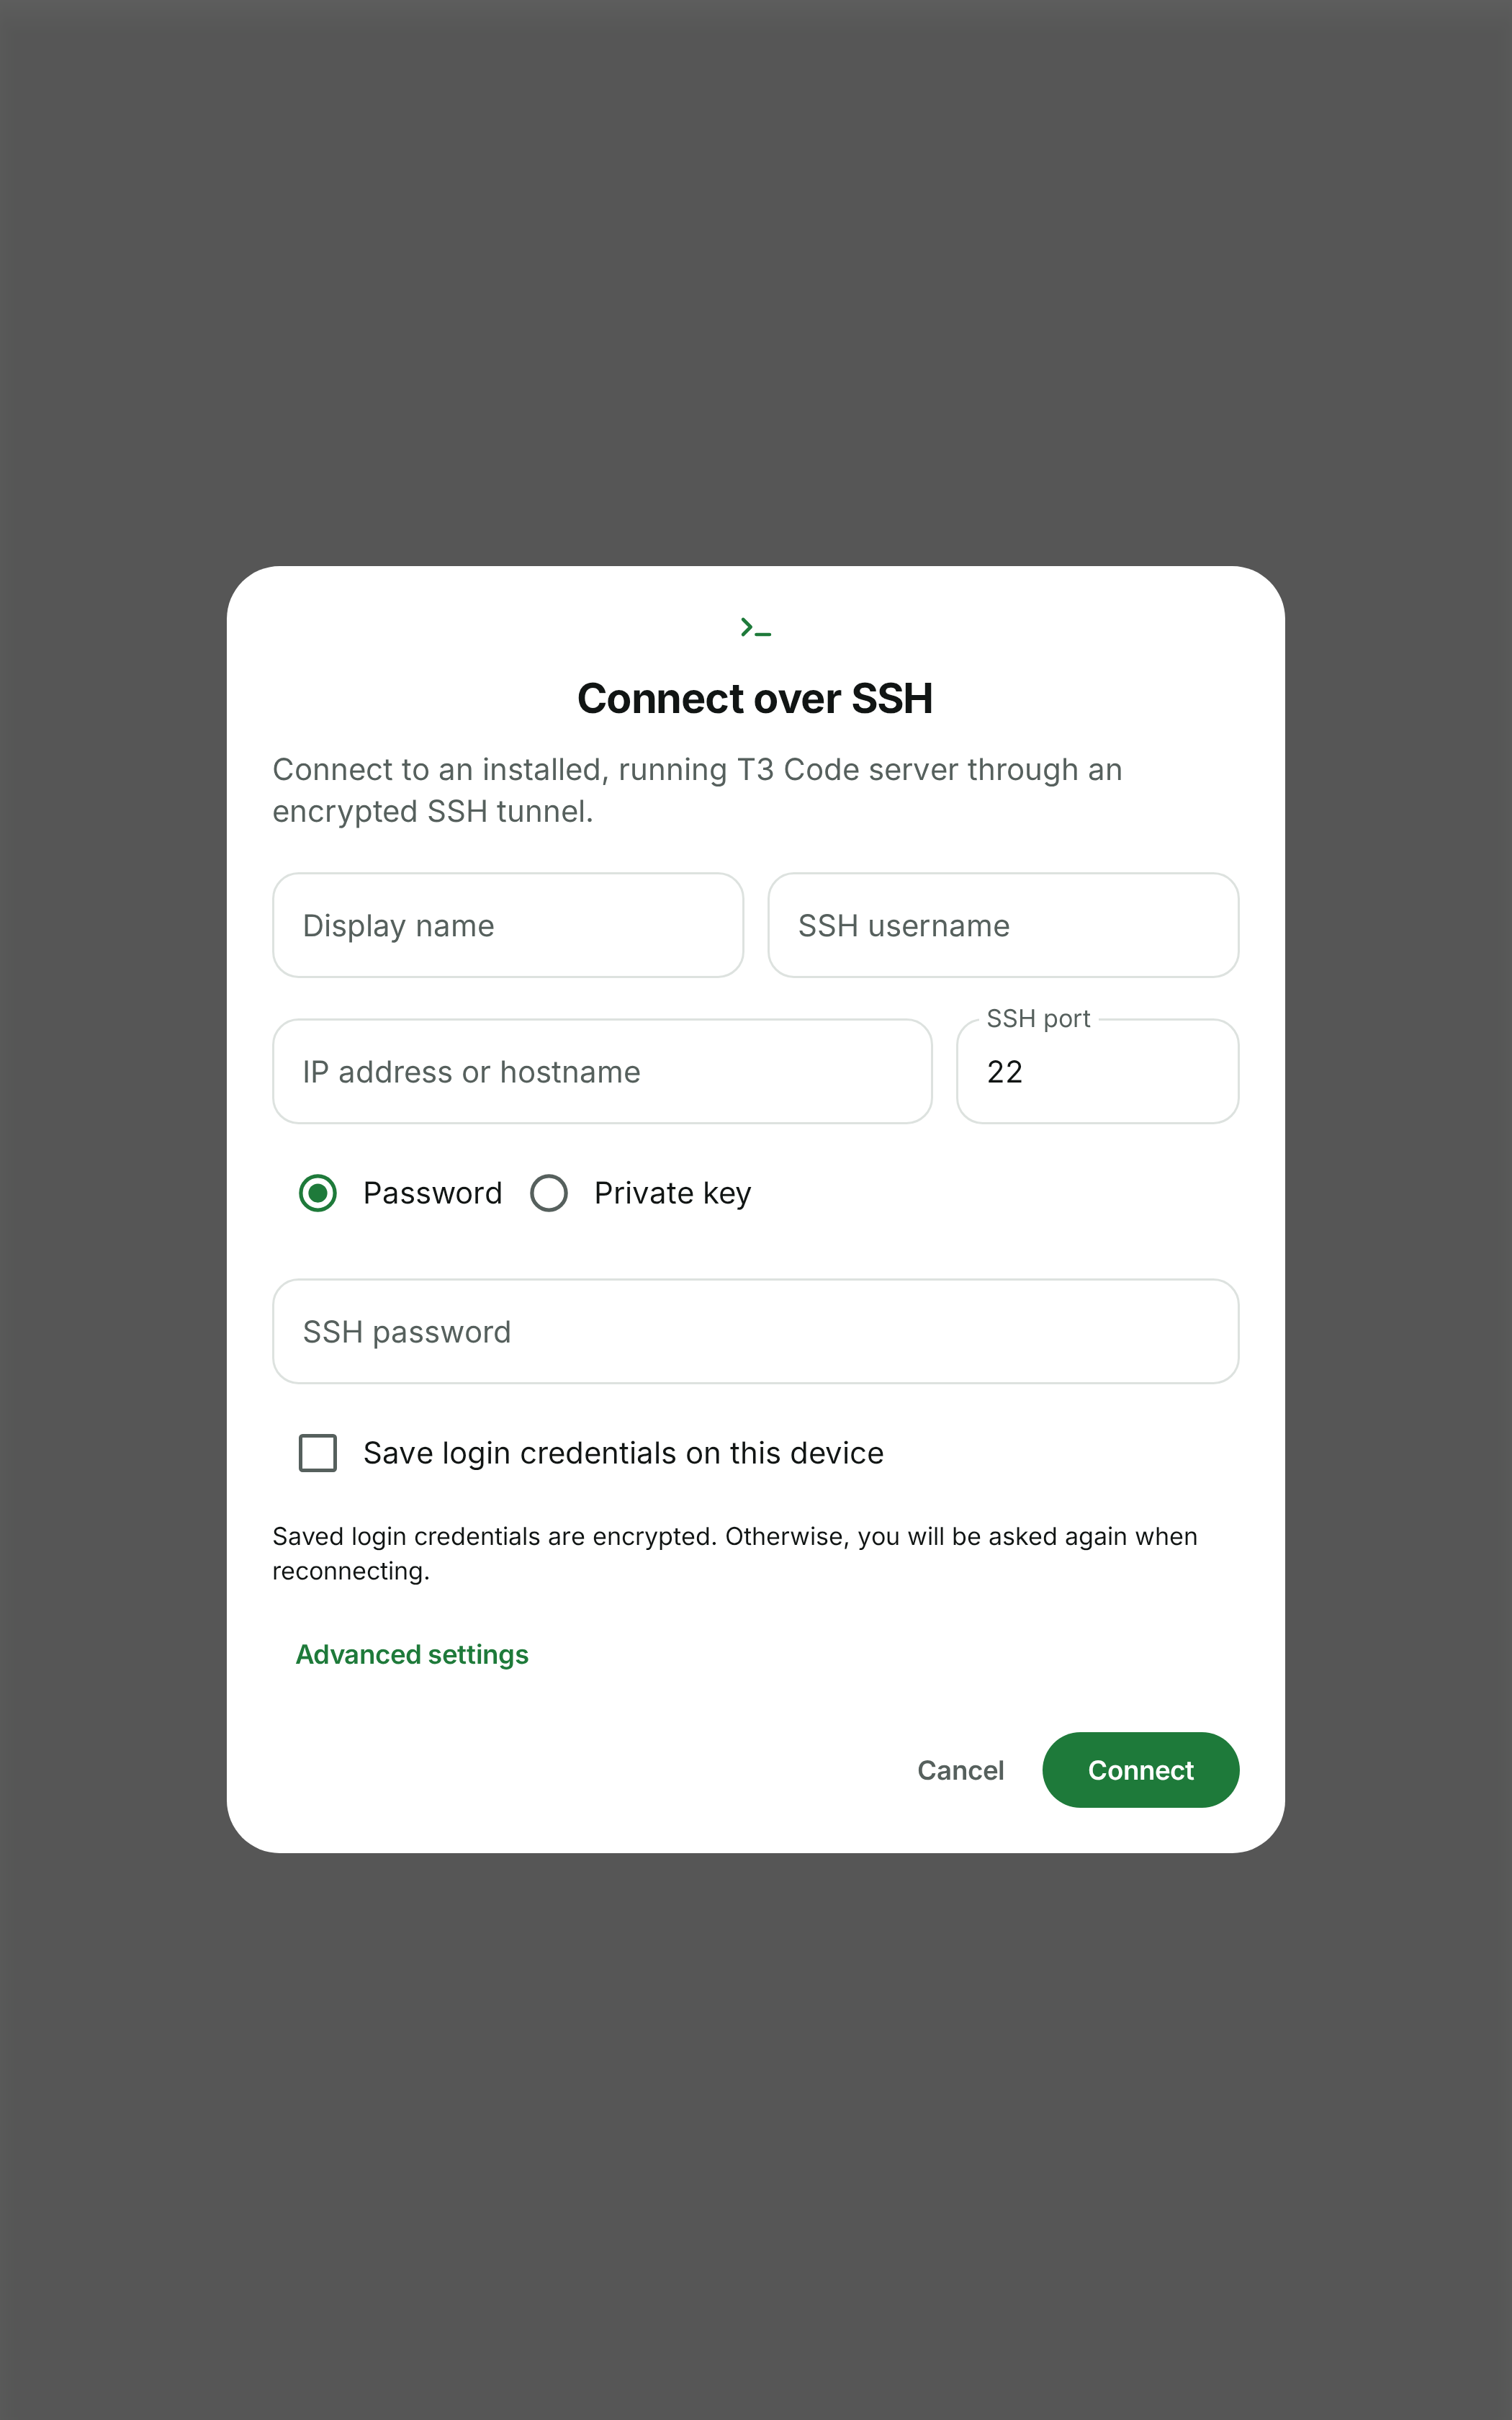 Connect over SSH
Connect to an installed, running T3 Code server through an
encrypted SSH tunnel.
Display name
SSH username
SSH port
IP address or hostname
22
Password
Private key
SSH password
Save login credentials on this device
Saved login credentials are encrypted. Otherwise, you will be asked again when
reconnecting.
Advanced settings
Cancel
Connect